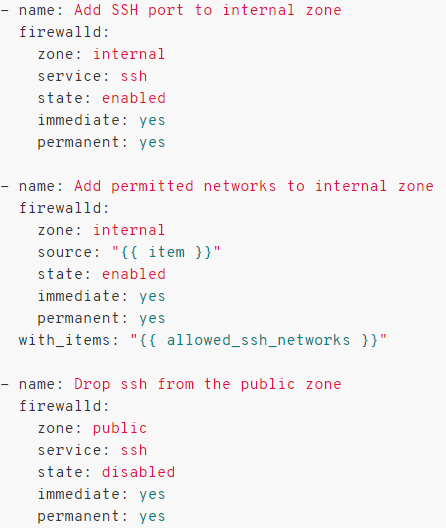 - name: Add SSH port to internal zone
  firewalld:
    zone: internal
    service: ssh
    state: enabled
    immediate: yes
    permanent: yes

- name: Add permitted networks to internal zone
  firewalld:
    zone: internal
    source: "{{ item }}"
    state: enabled
    immediate: yes
    permanent: yes
  with_items: "{{ allowed_ssh_networks }}"

- name: Drop ssh from the public zone
  firewalld:
    zone: public
    service: ssh
    state: disabled
    immediate: yes
    permanent: yes